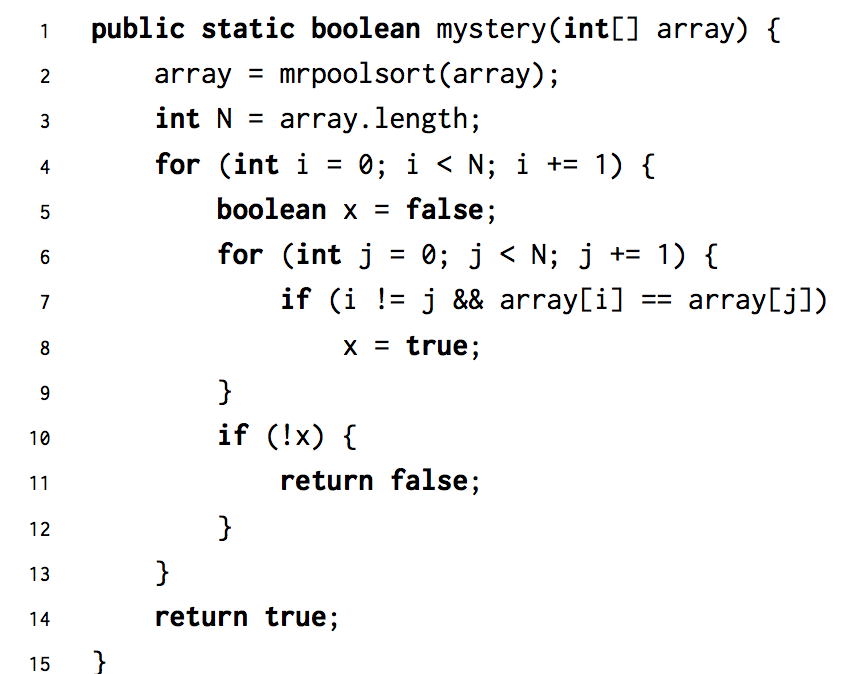 1 public static boolean mystery(int[] array) {
2 array = mrpoolsort(array);
3 int N = array.length;
4 for (int i = 0; i < N; i += 1) {
5 boolean x = false;
6 for (int j = 0; j < N; j += 1) {
7 if (i != j && array[i] == array[j])
8 x = true;
9 }
10 if (!x) {
11 return false;
12 }
13 }
14 return true;
15 }